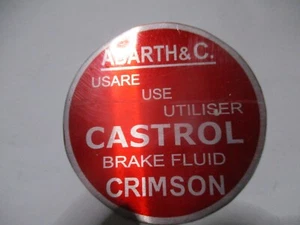 ABARTH & C.
USARE
USE
UTILISER
CASTROL
BRAKE FLUID
CRIMSON